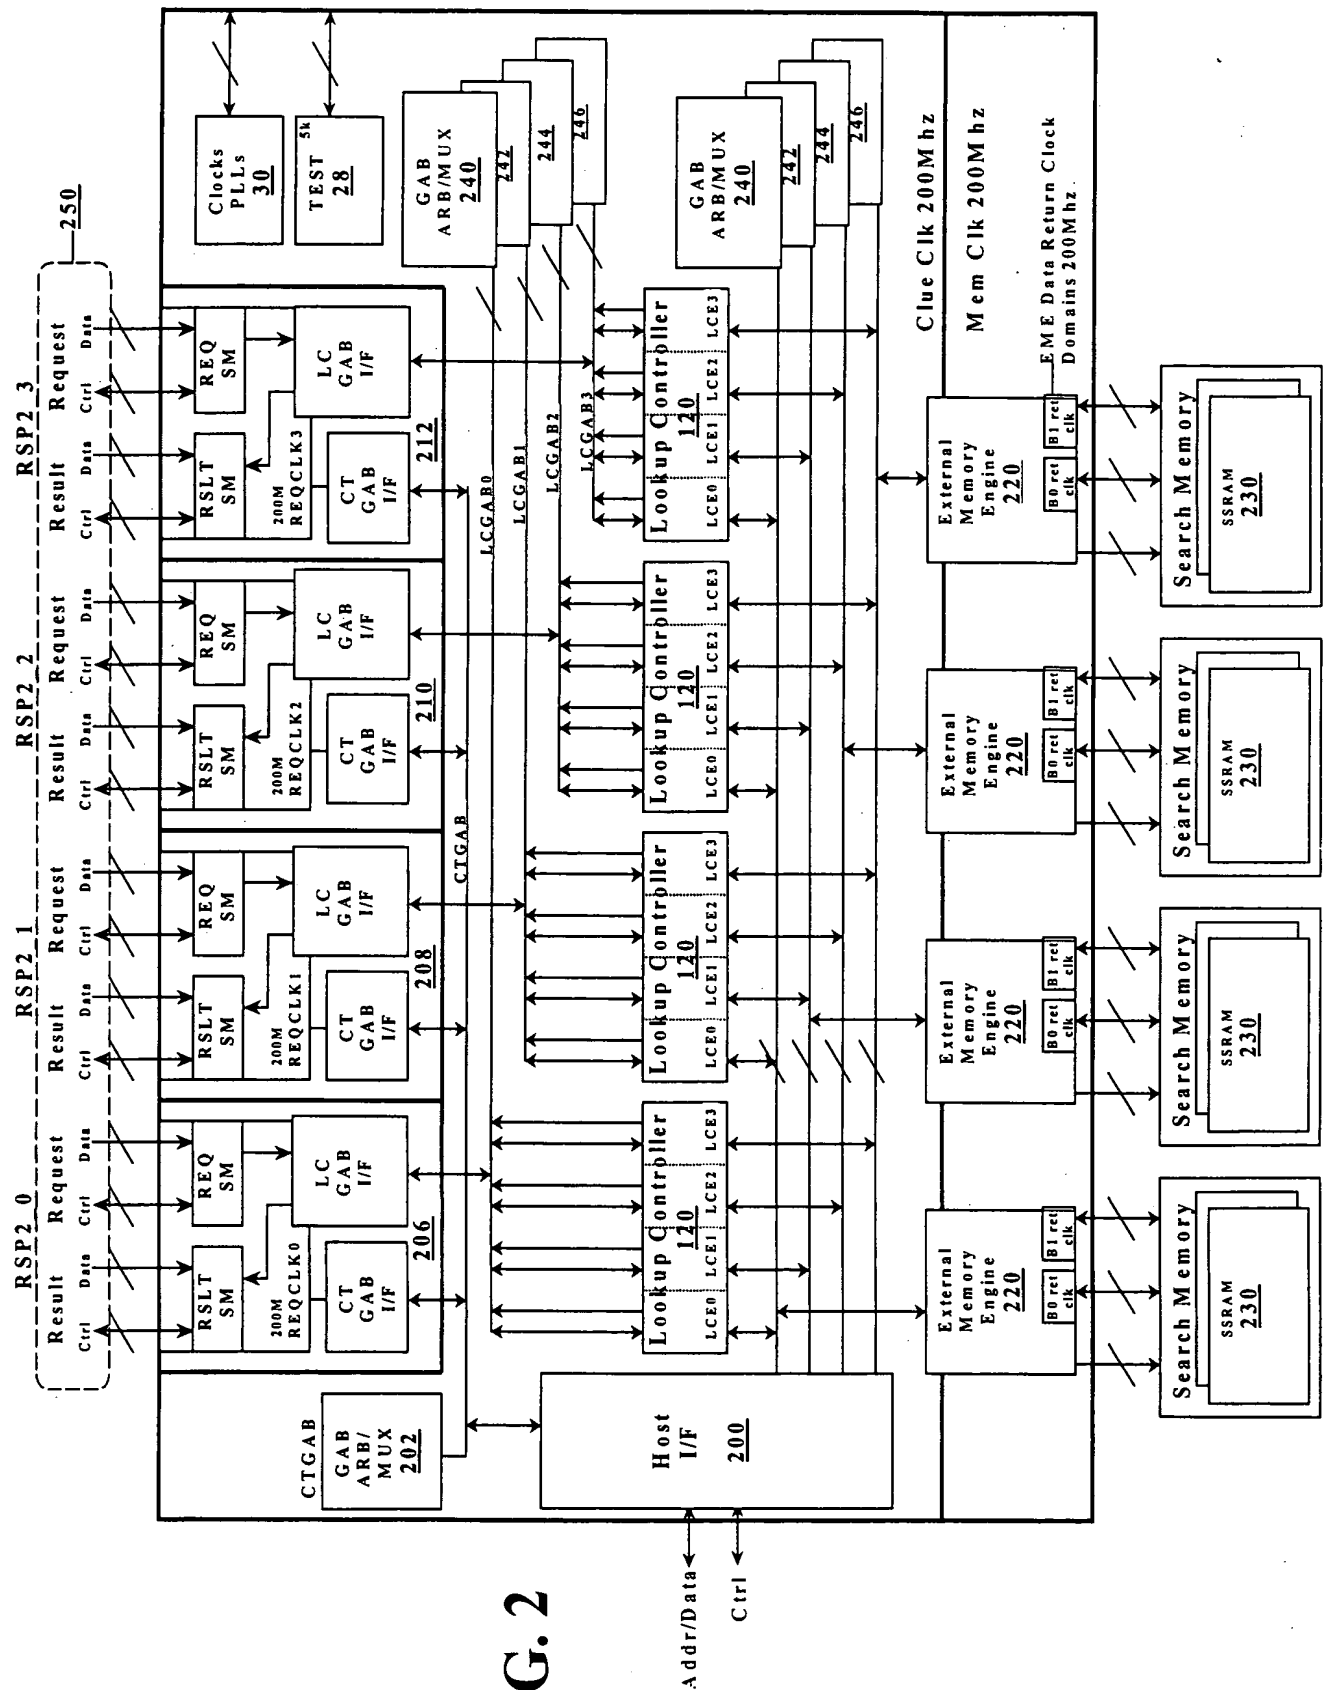 G. 2
250
RSP2_0
RSP2_1
RSP2_2
RSP2_3
Result
Request
Result
Request
Result
Request
Result
Request
Ctrl
Data
Ctrl
Data
Ctrl
Data
Ctrl
Data
Ctrl
Data
Ctrl
Data
Ctrl
Data
Ctrl
Data
CTGAB
GAB
ARB/
MUX
202
RSLT
SM
REQ
SM
200M
REQCLK0
LC
GAB
I/F
CT
GAB
I/F
206
RSLT
SM
REQ
SM
200M
REQCLK1
LC
GAB
I/F
CT
GAB
I/F
208
RSLT
SM
REQ
SM
200M
REQCLK2
LC
GAB
I/F
CT
GAB
I/F
210
RSLT
SM
REQ
SM
200M
REQCLK3
LC
GAB
I/F
CT
GAB
I/F
212
Clocks
PLLs
30
5k
TEST
28
GAB
ARB/MUX
240
242
244
246
CTGAB
LCGAB0
LCGAB1
LCGAB2
LCGAB3
Host
I/F
200
Addr/Data
Ctrl
Lookup Controller
120
LCE0
LCE1
LCE2
LCE3
Lookup Controller
120
LCE0
LCE1
LCE2
LCE3
Lookup Controller
120
LCE0
LCE1
LCE2
LCE3
Lookup Controller
120
LCE0
LCE1
LCE2
LCE3
GAB
ARB/MUX
240
242
244
246
Clue Clk 200Mhz
Mem Clk 200Mhz
EME Data Return Clock
Domains 200Mhz
External
Memory
Engine
220
B0 ret
clk
B1 ret
clk
External
Memory
Engine
220
B0 ret
clk
B1 ret
clk
External
Memory
Engine
220
B0 ret
clk
B1 ret
clk
External
Memory
Engine
220
B0 ret
clk
B1 ret
clk
Search Memory
SSRAM
230
Search Memory
SSRAM
230
Search Memory
SSRAM
230
Search Memory
SSRAM
230